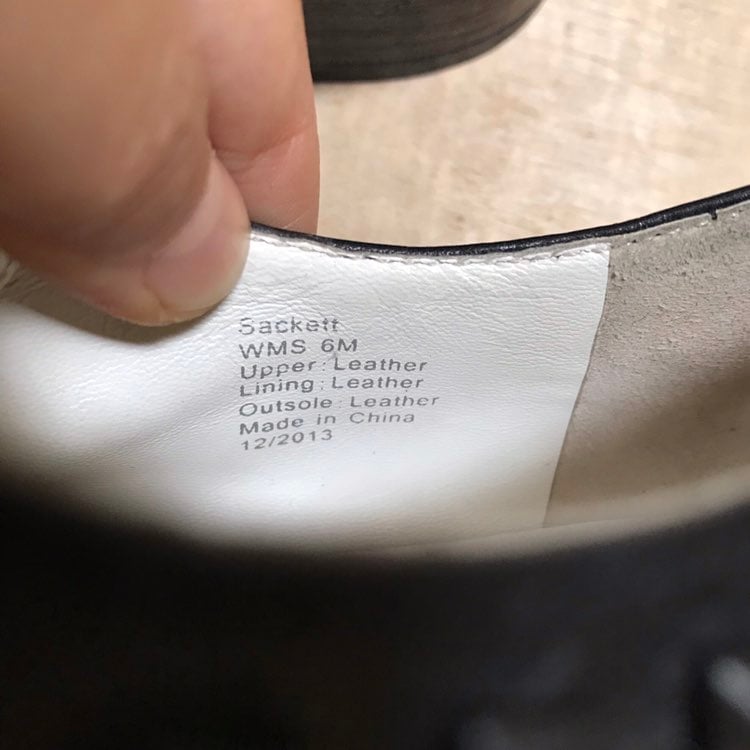 Sackett
WMS 6M
Upper: Leather
Lining: Leather
Outsole: Leather
Made in China
12/2013